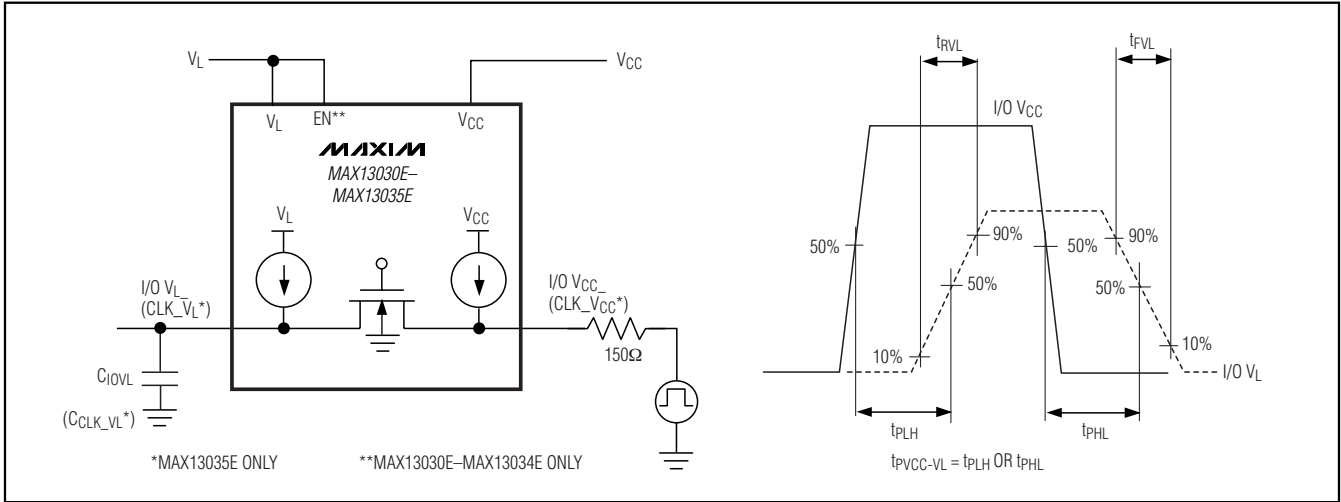 V_L
V_CC
V_L
EN**
V_CC
MAXIM
MAX13030E–
MAX13035E
V_L
V_CC
I/O V_L_
(CLK_V_L*)
I/O V_CC_
(CLK_V_CC*)
150Ω
C_IOVL
(C_CLK_VL*)
*MAX13035E ONLY
**MAX13030E–MAX13034E ONLY
t_RVL
t_FVL
I/O V_CC
50%
90%
50%
90%
50%
50%
10%
10%
I/O V_L
t_PLH
t_PHL
t_PVCC-VL = t_PLH OR t_PHL